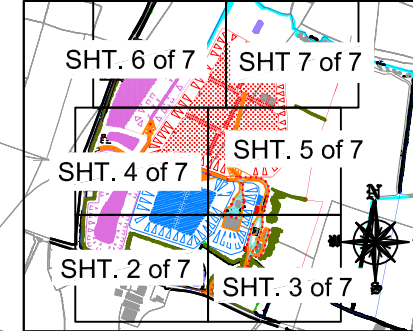 SHT. 6 of 7
SHT 7 of 7
SHT. 5 of 7
SHT. 4 of 7
SHT. 2 of 7
SHT. 3 of 7
N
S